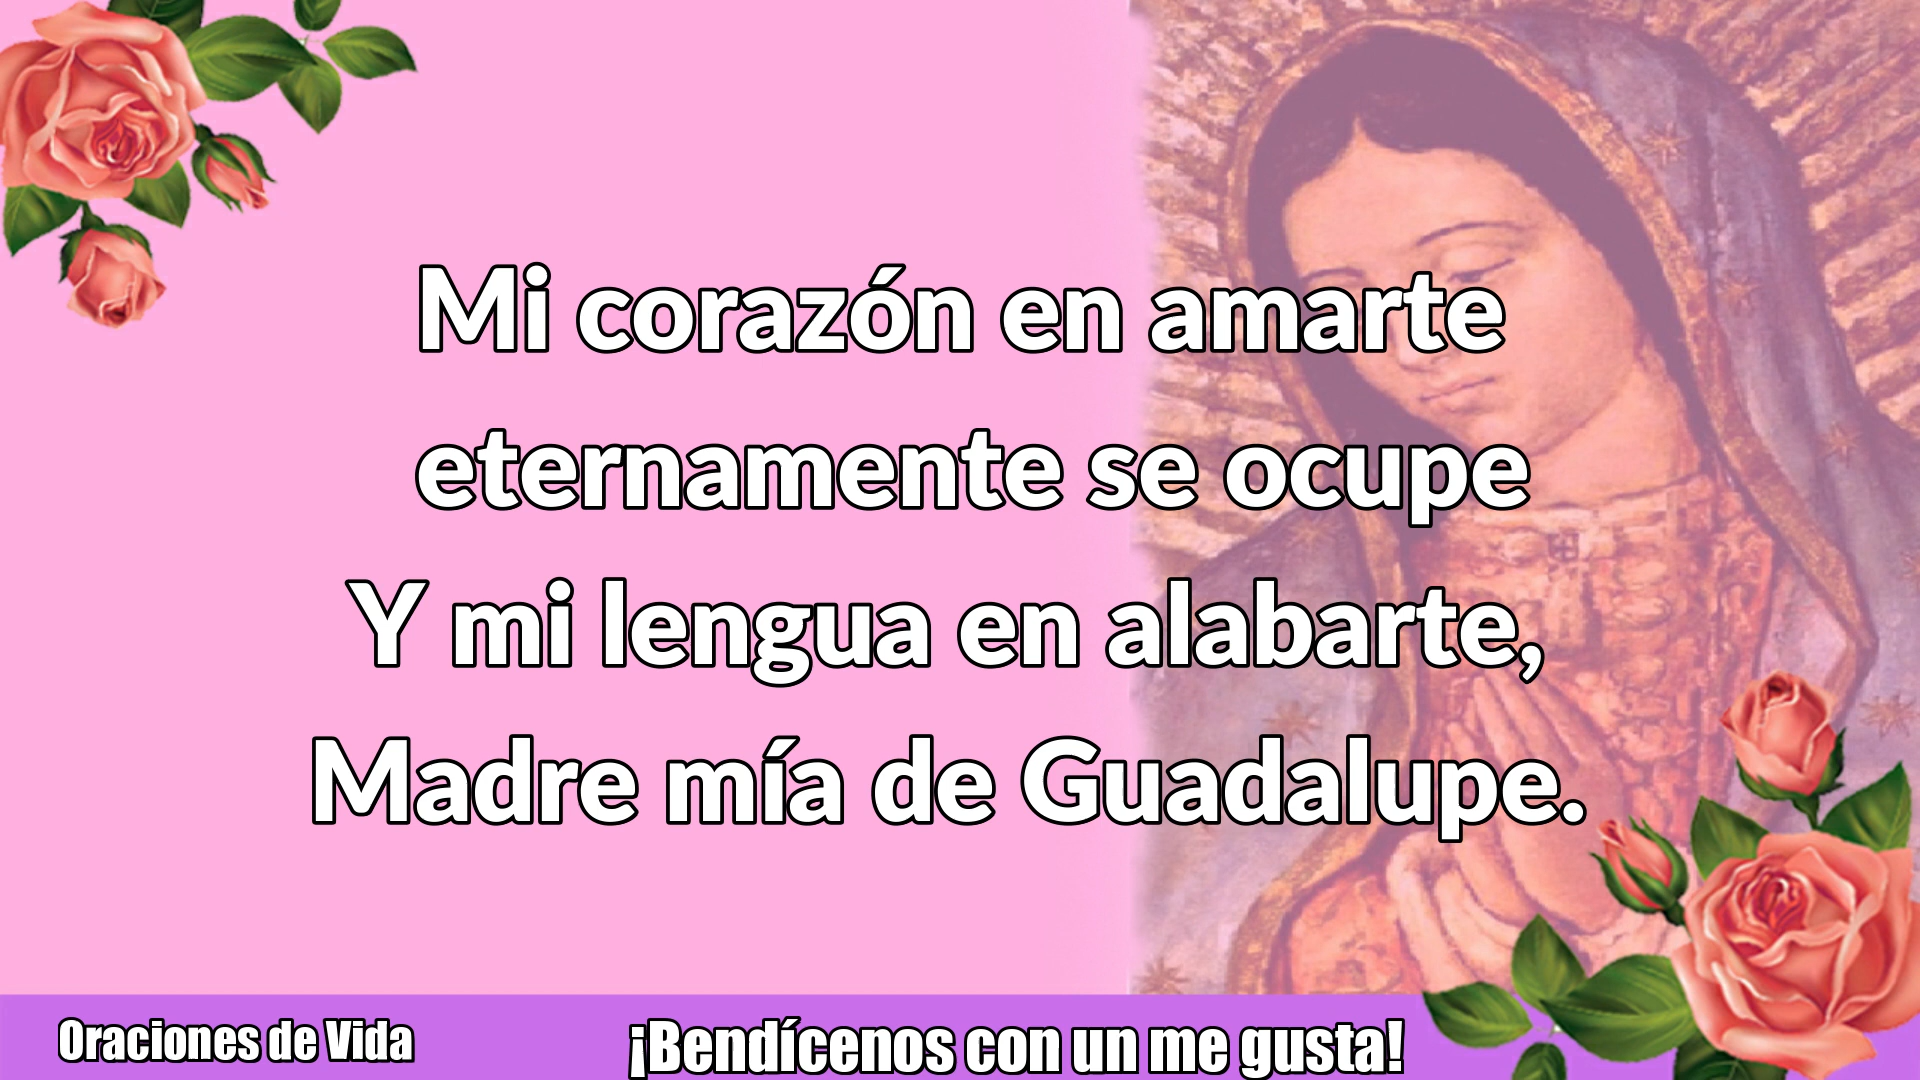 Mi corazón en amarte
eternamente se ocupe
Y mi lengua en alabarte,
Madre mía de Guadalupe.
Oraciones de Vida
¡Bendícenos con un me gusta!